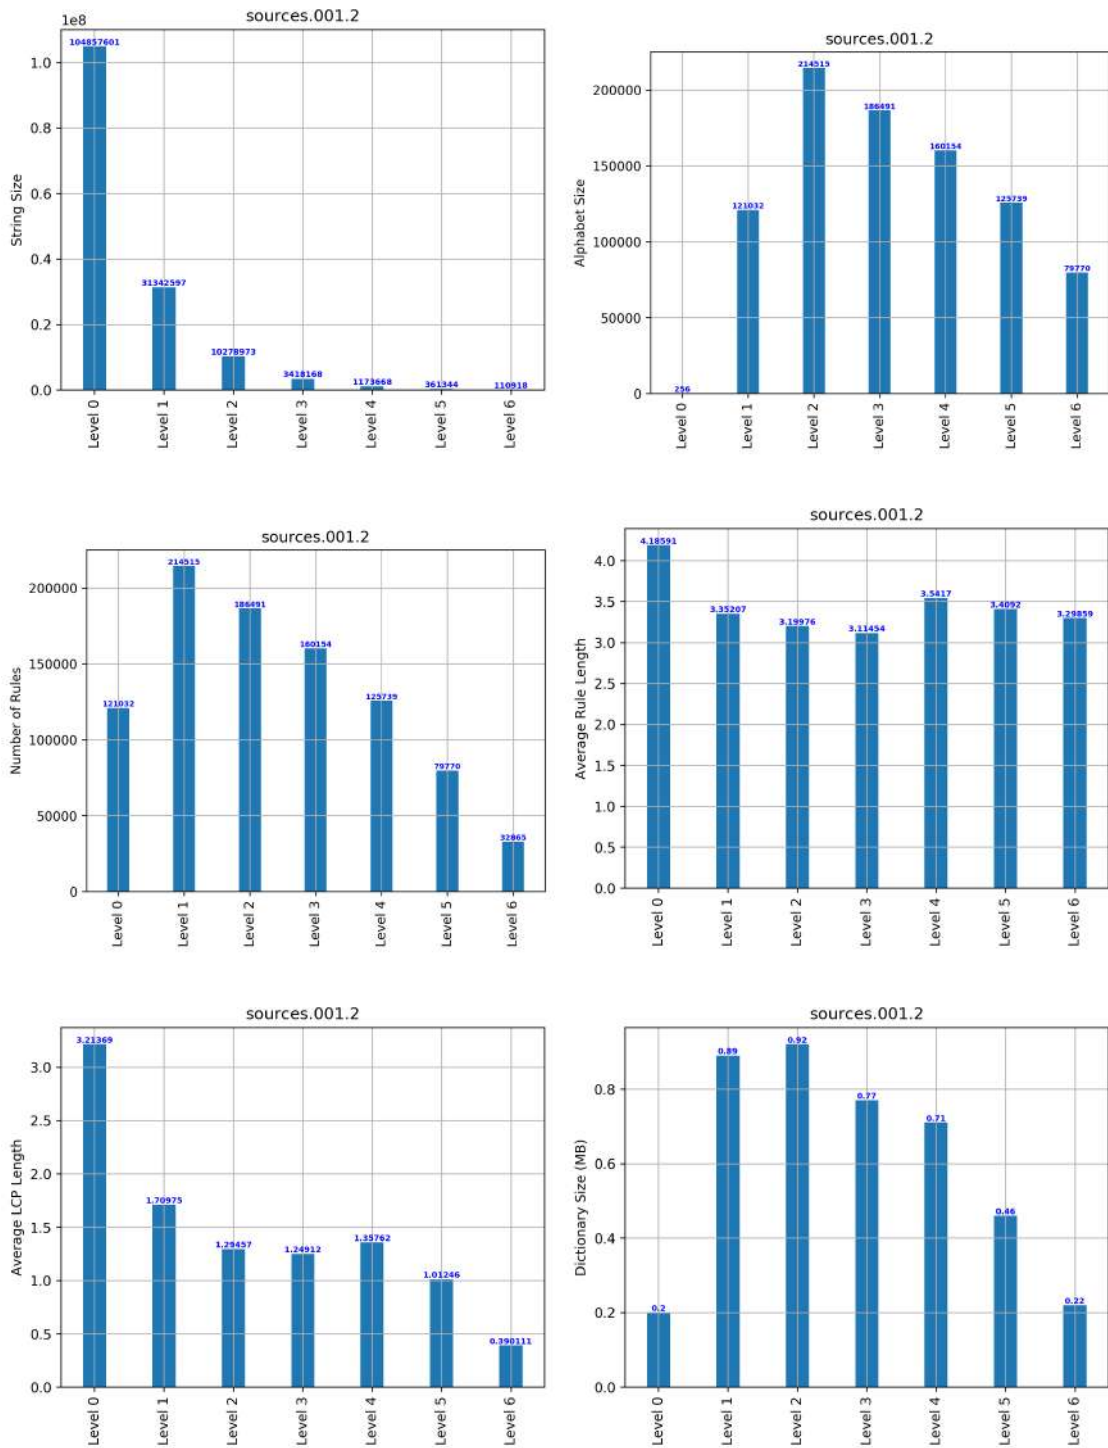 sources.001.2
1e8
104857601
31342597
10278973
3418168
1173668
361344
110918
1.0
0.8
0.6
0.4
0.2
0.0
String Size
Level 0
Level 1
Level 2
Level 3
Level 4
Level 5
Level 6
sources.001.2
256
121032
214515
186491
160154
125739
79770
200000
150000
100000
50000
0
Alphabet Size
Level 0
Level 1
Level 2
Level 3
Level 4
Level 5
Level 6
sources.001.2
121032
214515
186491
160154
125739
79770
32865
200000
150000
100000
50000
0
Number of Rules
Level 0
Level 1
Level 2
Level 3
Level 4
Level 5
Level 6
sources.001.2
4.18591
3.35207
3.19976
3.11454
3.5417
3.4092
3.29859
4.0
3.5
3.0
2.5
2.0
1.5
1.0
0.5
0.0
Average Rule Length
Level 0
Level 1
Level 2
Level 3
Level 4
Level 5
Level 6
sources.001.2
3.21369
1.70975
1.29457
1.24912
1.35762
1.01246
0.390111
3.0
2.5
2.0
1.5
1.0
0.5
0.0
Average LCP Length
Level 0
Level 1
Level 2
Level 3
Level 4
Level 5
Level 6
sources.001.2
0.2
0.89
0.92
0.77
0.71
0.46
0.22
0.8
0.6
0.4
0.2
0.0
Dictionary Size (MB)
Level 0
Level 1
Level 2
Level 3
Level 4
Level 5
Level 6